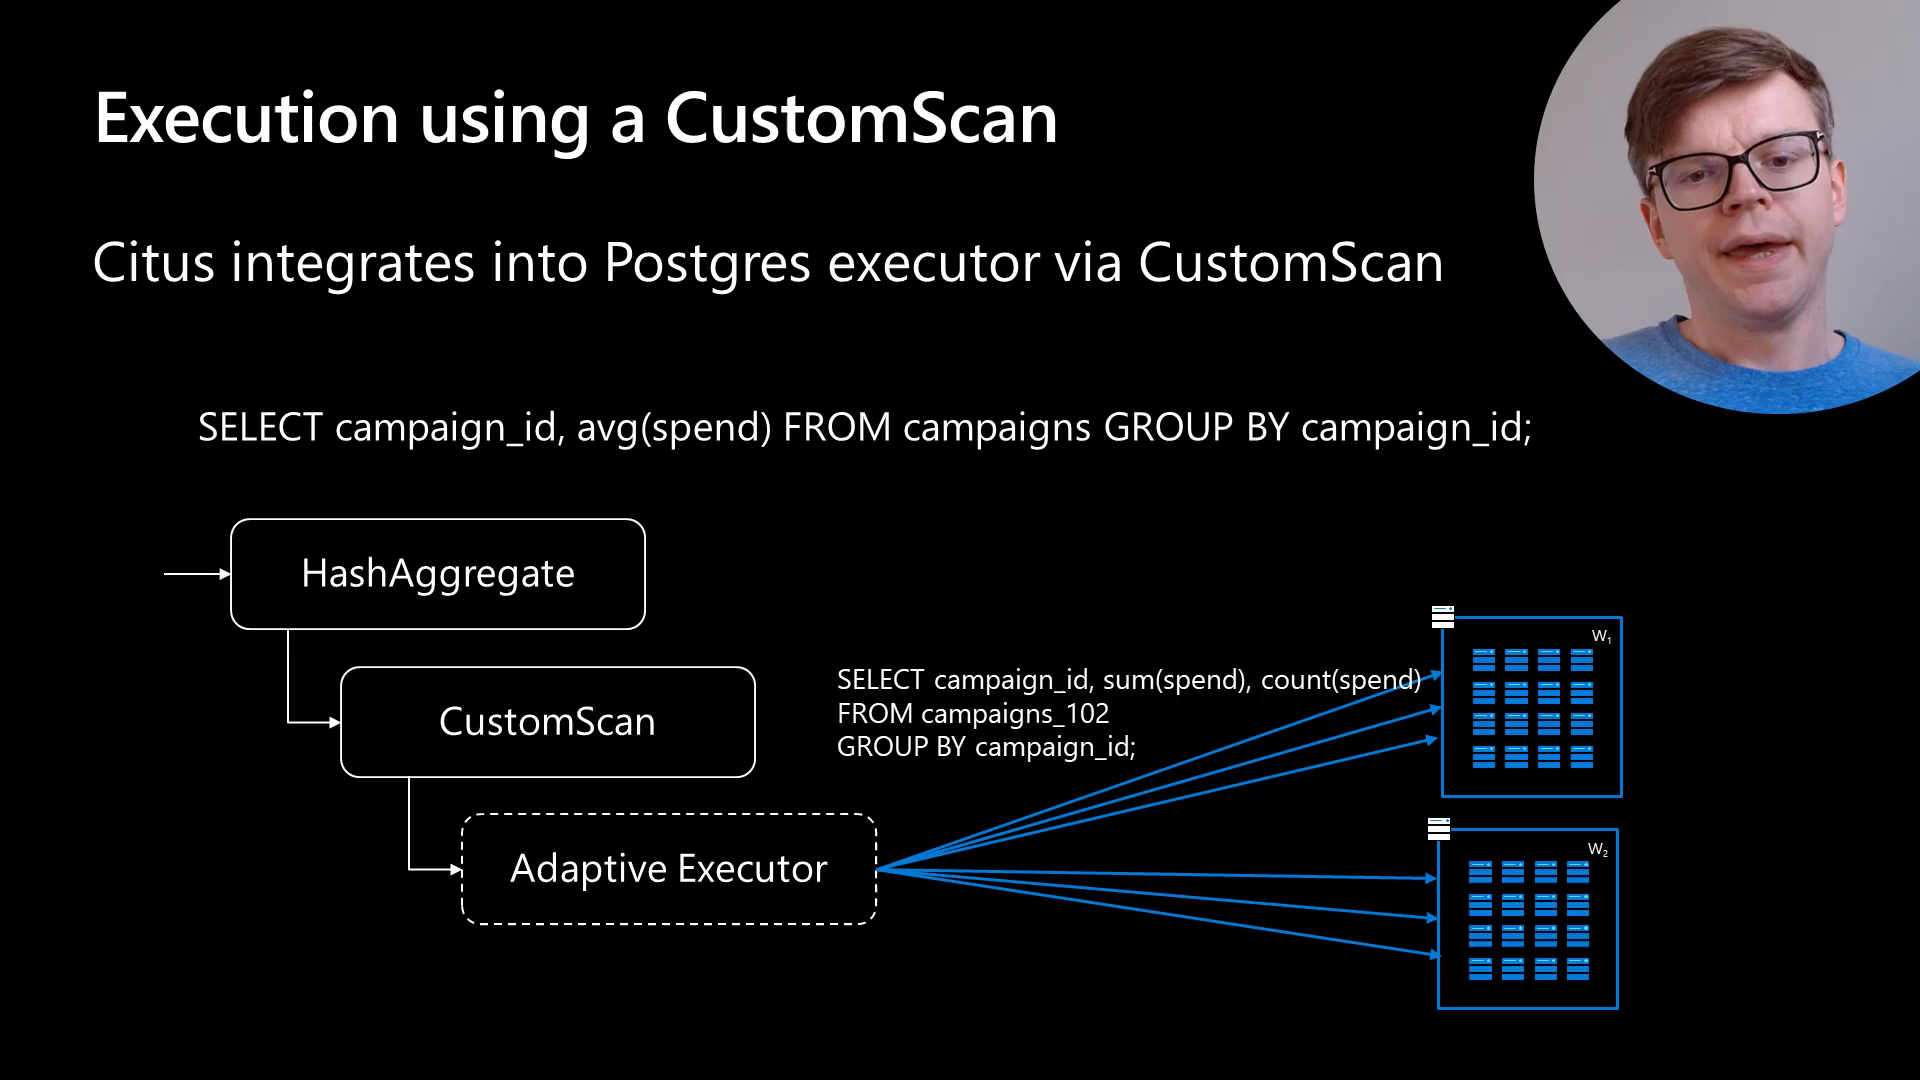 Execution using a CustomScan
Citus integrates into Postgres executor via CustomScan
SELECT campaign_id, avg(spend) FROM campaigns GROUP BY campaign_id;
HashAggregate
CustomScan
Adaptive Executor
SELECT campaign_id, sum(spend), count(spend)
FROM campaigns_102
GROUP BY campaign_id;
W₁
W₂